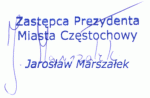 Zastępca Prezydenta
Miasta Częstochowy
Jarosław Marszałek